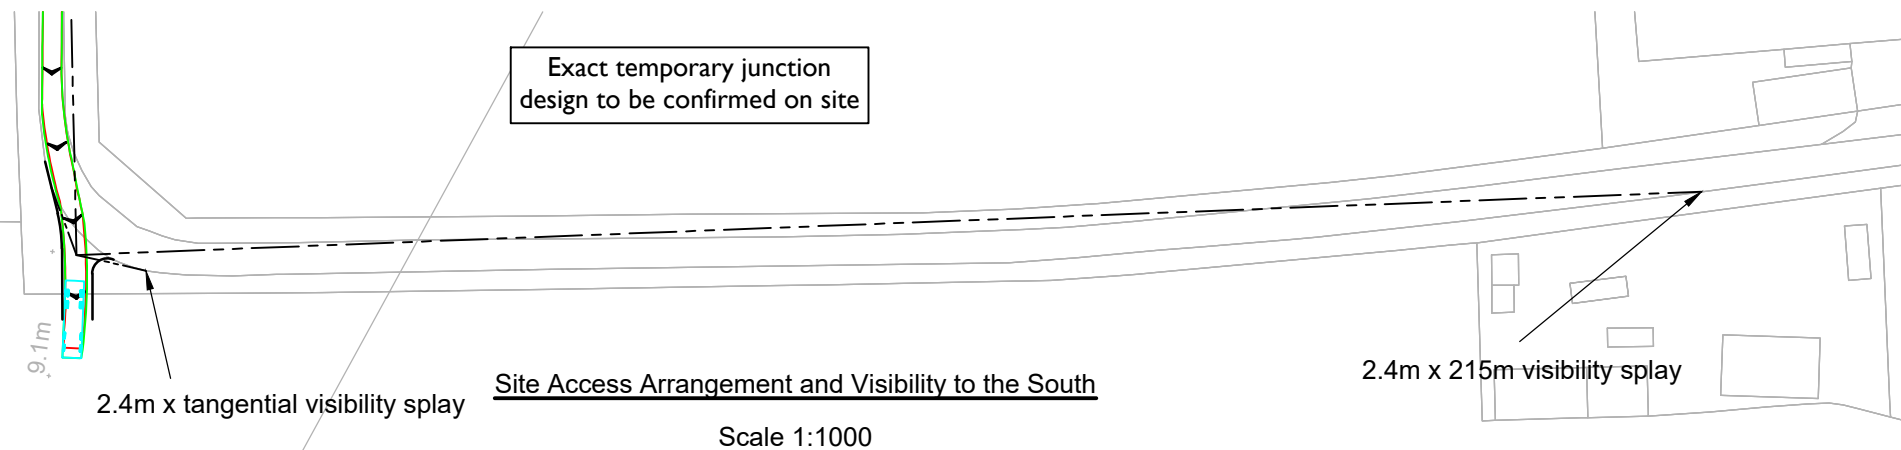 Exact temporary junction
design to be confirmed on site
9.1m
2.4m x 215m visibility splay
Site Access Arrangement and Visibility to the South
2.4m x tangential visibility splay
Scale 1:1000